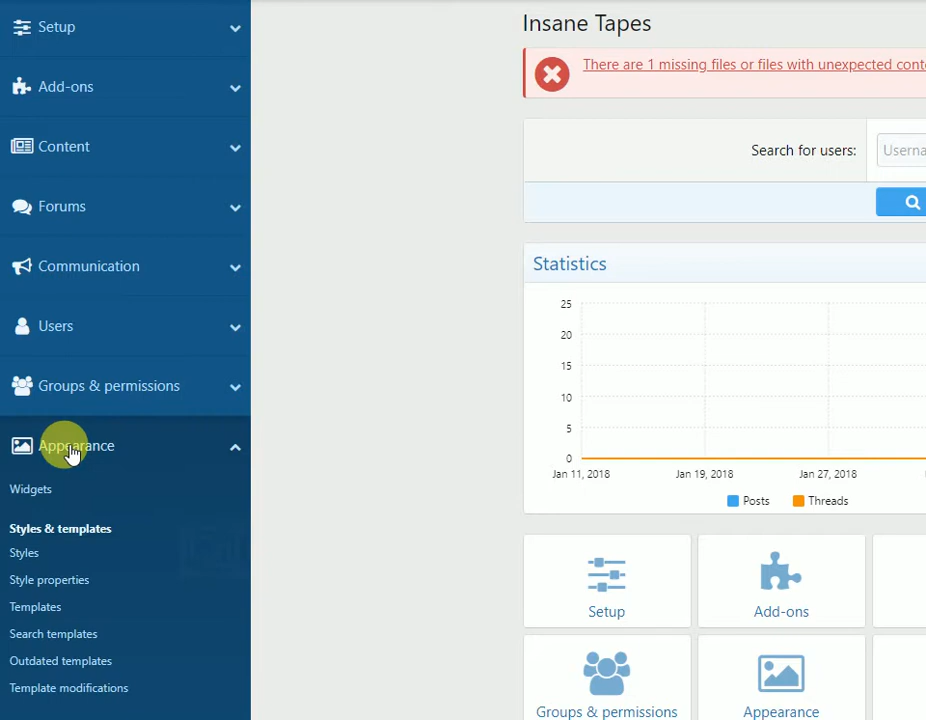 Setup
Add-ons
Content
Forums
Communication
Users
Groups & permissions
Appearance
Widgets
Styles & templates
Styles
Style properties
Templates
Search templates
Outdated templates
Template modifications
Insane Tapes
There are 1 missing files or files with unexpected
Search for users:
Statistics
25
20
15
10
5
0
Jan 11, 2018 Jan 19, 2018 Jan 27, 2018
Posts Threads
Setup Add-ons
Groups & permissions Appearance